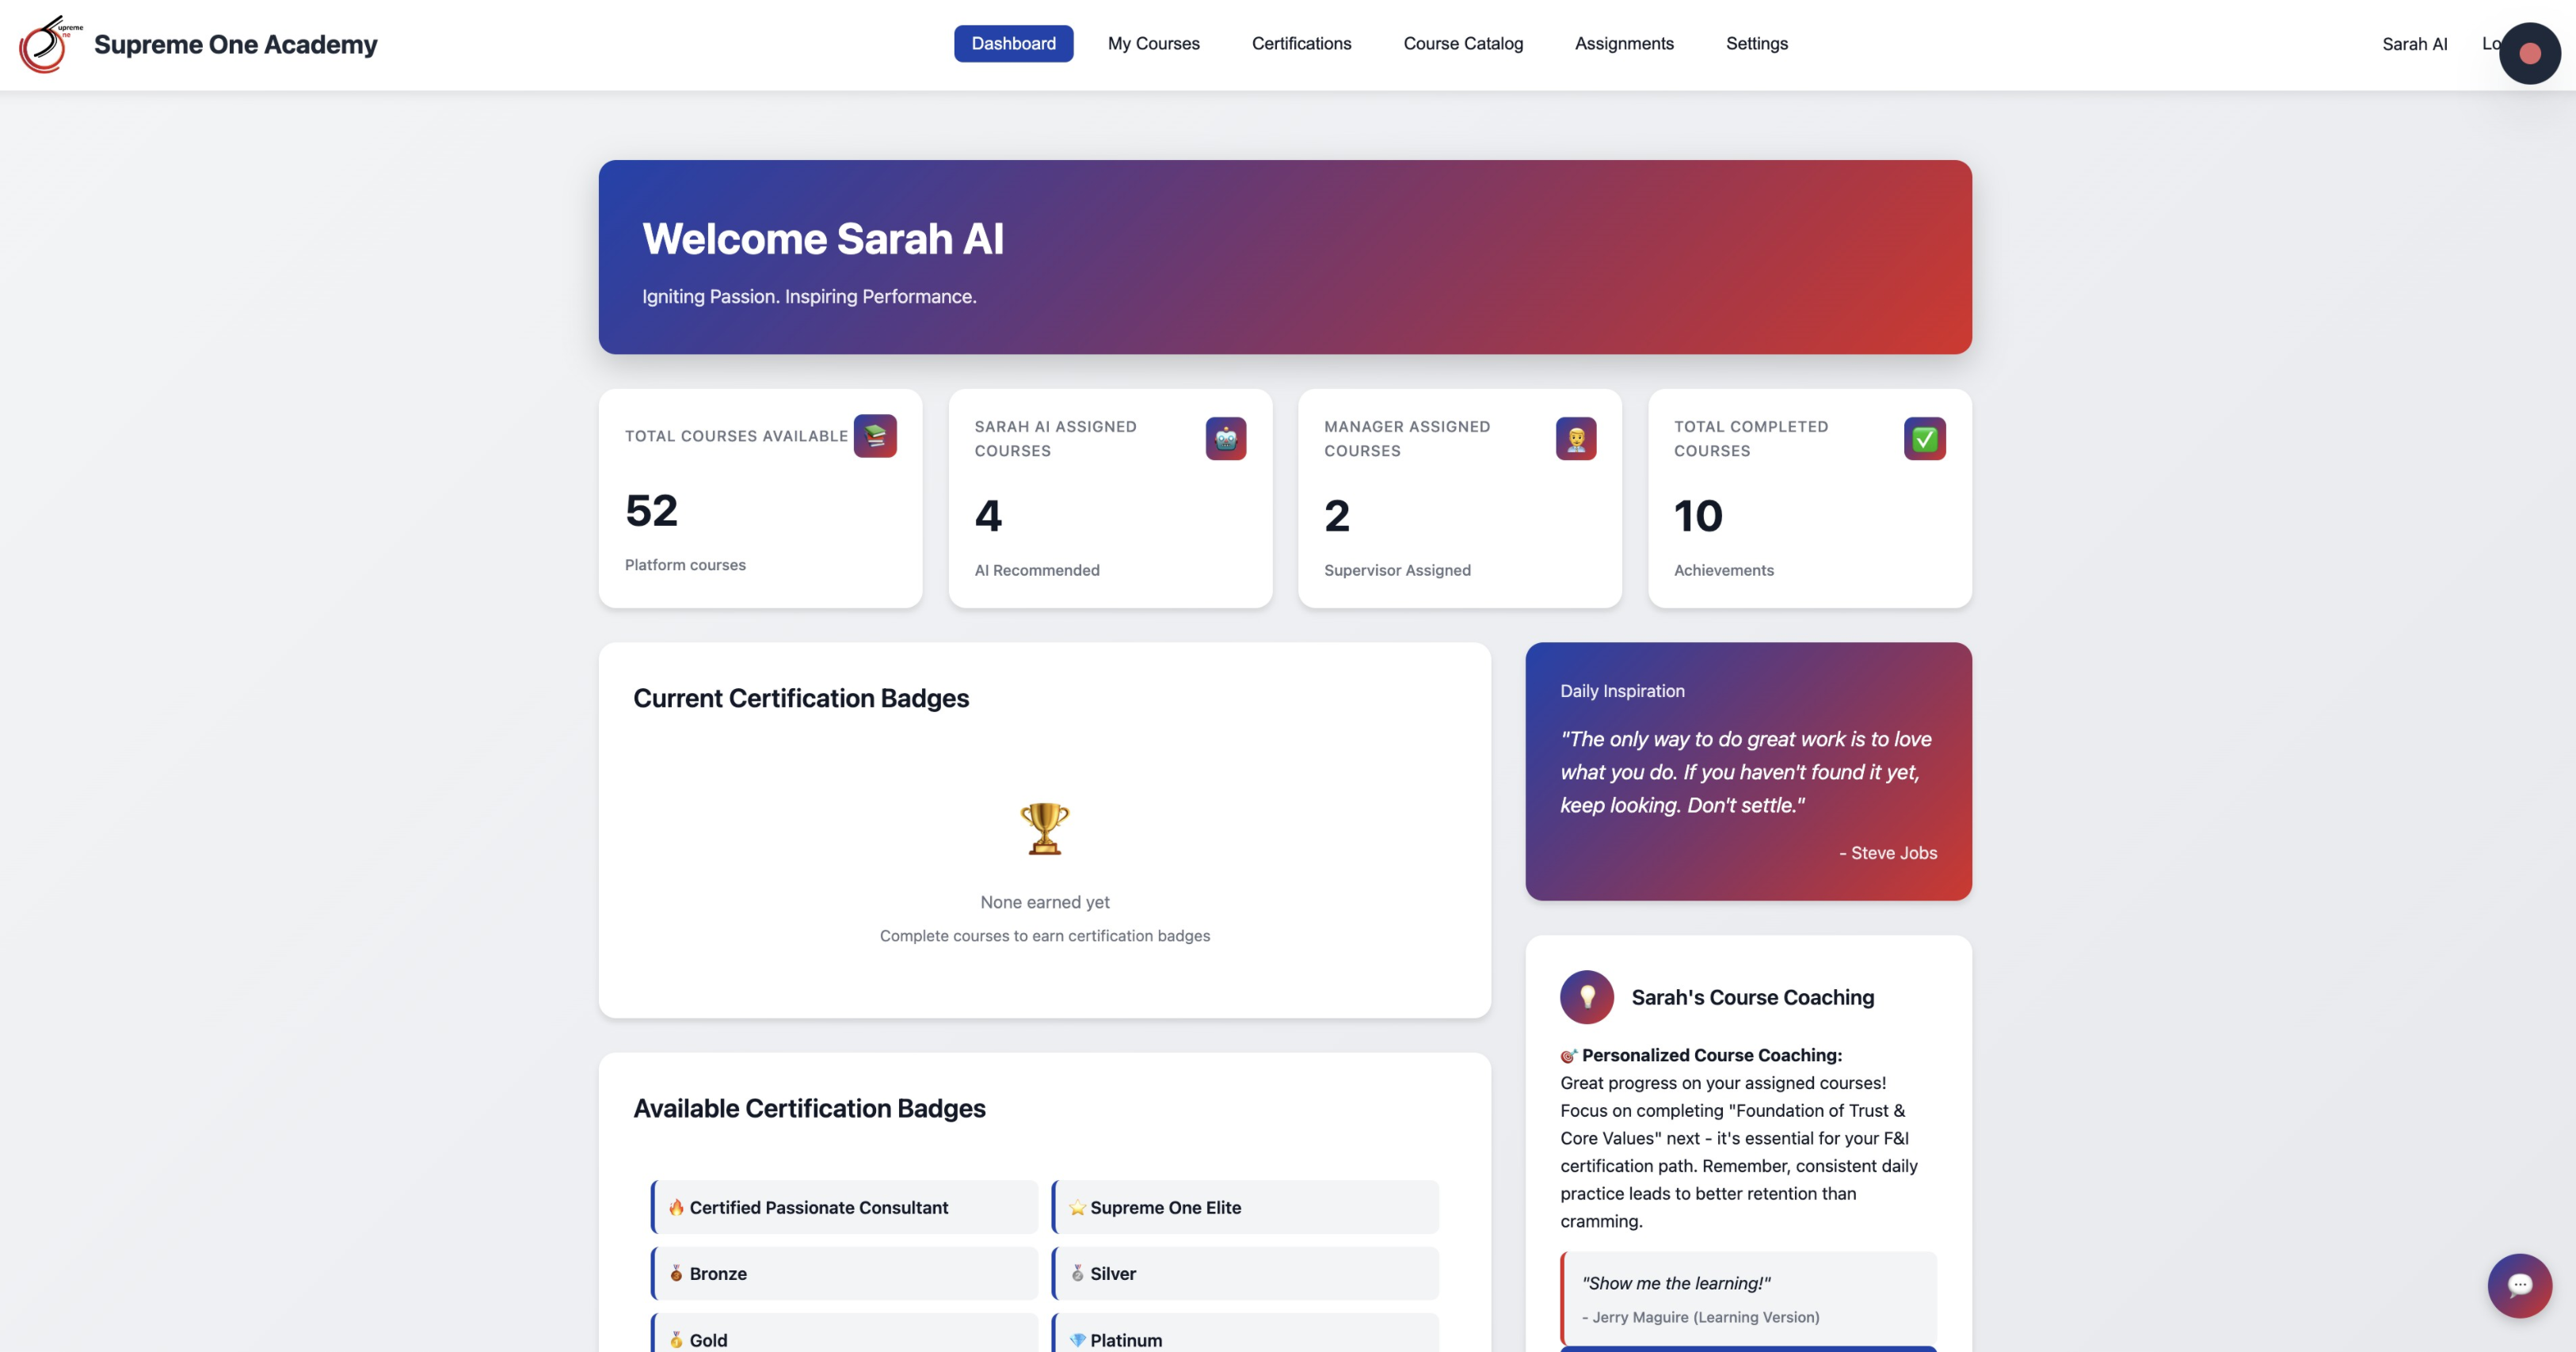 upreme
ne
Supreme One Academy
Dashboard
My Courses
Certifications
Course Catalog
Assignments
Settings
Sarah AI
Lo
Welcome Sarah AI
Igniting Passion. Inspiring Performance.
TOTAL COURSES AVAILABLE
52
Platform courses
SARAH AI ASSIGNED
COURSES
4
AI Recommended
MANAGER ASSIGNED
COURSES
2
Supervisor Assigned
TOTAL COMPLETED
COURSES
10
Achievements
Current Certification Badges
None earned yet
Complete courses to earn certification badges
Daily Inspiration
"The only way to do great work is to love
what you do. If you haven't found it yet,
keep looking. Don't settle."
- Steve Jobs
Available Certification Badges
Certified Passionate Consultant
Supreme One Elite
Bronze
Silver
Gold
Platinum
Sarah's Course Coaching
Personalized Course Coaching:
Great progress on your assigned courses!
Focus on completing "Foundation of Trust &
Core Values" next - it's essential for your F&I
certification path. Remember, consistent daily
practice leads to better retention than
cramming.
"Show me the learning!"
- Jerry Maguire (Learning Version)